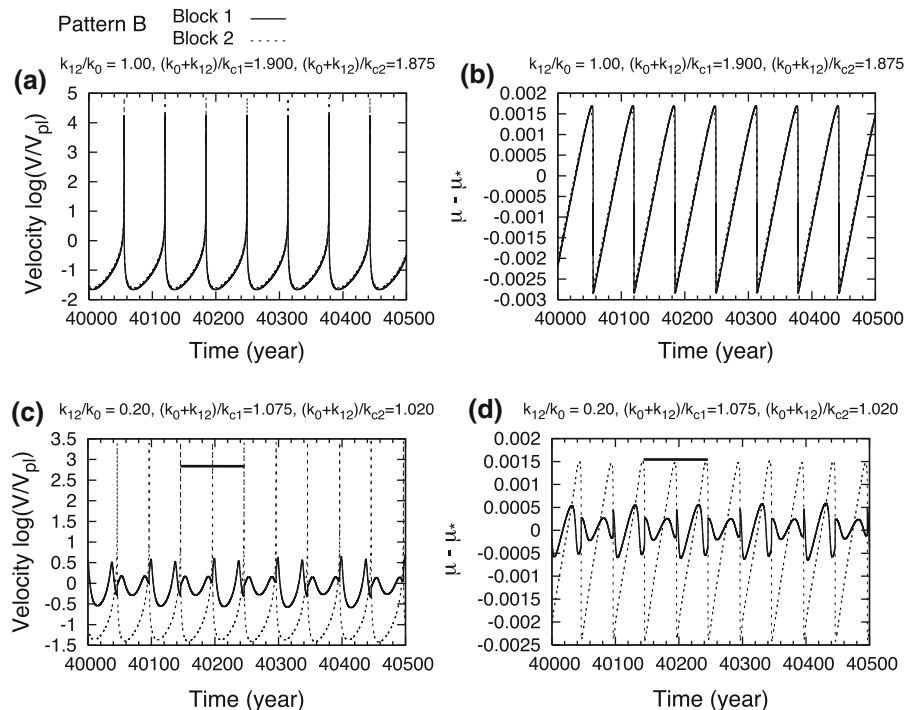 Pattern B
Block 1
Block 2
(a) k12/k0 = 1.00, (k0+k12)/kc1=1.900, (k0+k12)/kc2=1.875
Velocity log(V/Vpl)
5
4
3
2
1
0
-1
-2
40000 40100 40200 40300 40400 40500
Time (year)
(b) k12/k0 = 1.00, (k0+k12)/kc1=1.900, (k0+k12)/kc2=1.875
μ - μ*
0.002
0.0015
0.001
0.0005
0
-0.0005
-0.001
-0.0015
-0.002
-0.0025
-0.003
40000 40100 40200 40300 40400 40500
Time (year)
(c) k12/k0 = 0.20, (k0+k12)/kc1=1.075, (k0+k12)/kc2=1.020
Velocity log(V/Vpl)
3.5
3
2.5
2
1.5
1
0.5
0
-0.5
-1
-1.5
40000 40100 40200 40300 40400 40500
Time (year)
(d) k12/k0 = 0.20, (k0+k12)/kc1=1.075, (k0+k12)/kc2=1.020
μ - μ*
0.002
0.0015
0.001
0.0005
0
-0.0005
-0.001
-0.0015
-0.002
-0.0025
40000 40100 40200 40300 40400 40500
Time (year)